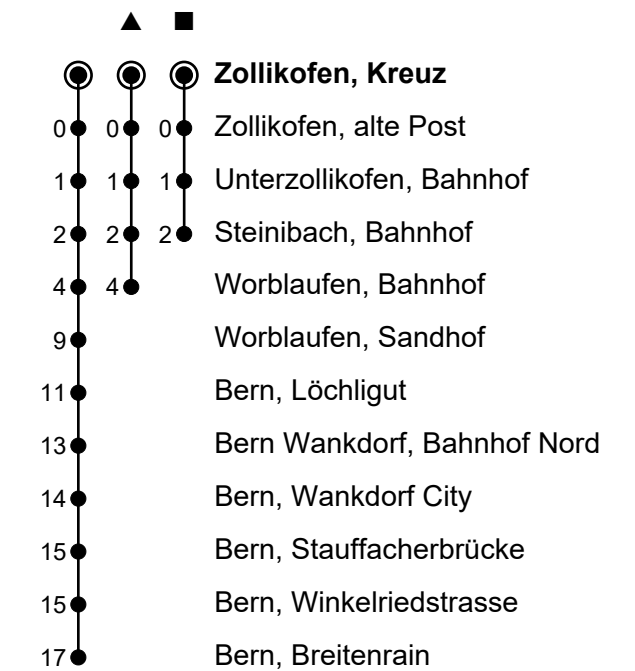 ▲ ■
Zollikofen, Kreuz
0 0 0 Zollikofen, alte Post
1 1 1 Unterzollikofen, Bahnhof
2 2 2 Steinibach, Bahnhof
4 4 Worblaufen, Bahnhof
9 Worblaufen, Sandhof
11 Bern, Löchligut
13 Bern Wankdorf, Bahnhof Nord
14 Bern, Wankdorf City
15 Bern, Stauffacherbrücke
15 Bern, Winkelriedstrasse
17 Bern, Breitenrain